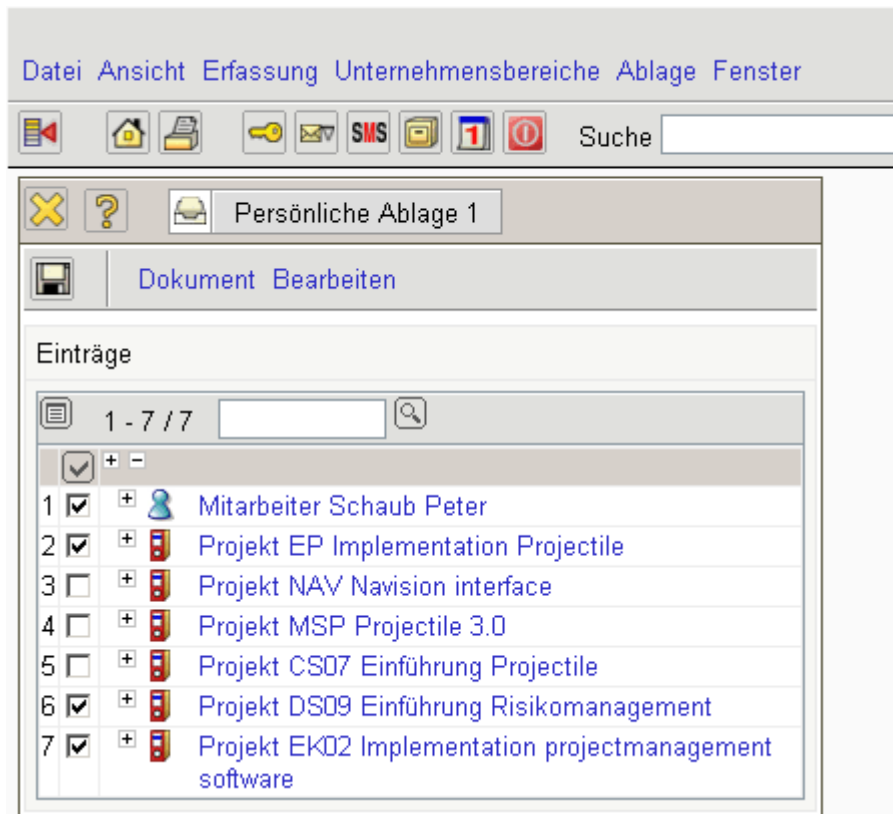 Datei Ansicht Erfassung Unternehmensbereiche Ablage Fenster
SMS 1 Suche
? Persönliche Ablage 1
Dokument Bearbeiten
Einträge
1 - 7 / 7
+ −
1 + Mitarbeiter Schaub Peter
2 + Projekt EP Implementation Projectile
3 + Projekt NAV Navision interface
4 + Projekt MSP Projectile 3.0
5 + Projekt CS07 Einführung Projectile
6 + Projekt DS09 Einführung Risikomanagement
7 + Projekt EK02 Implementation projectmanagement
software